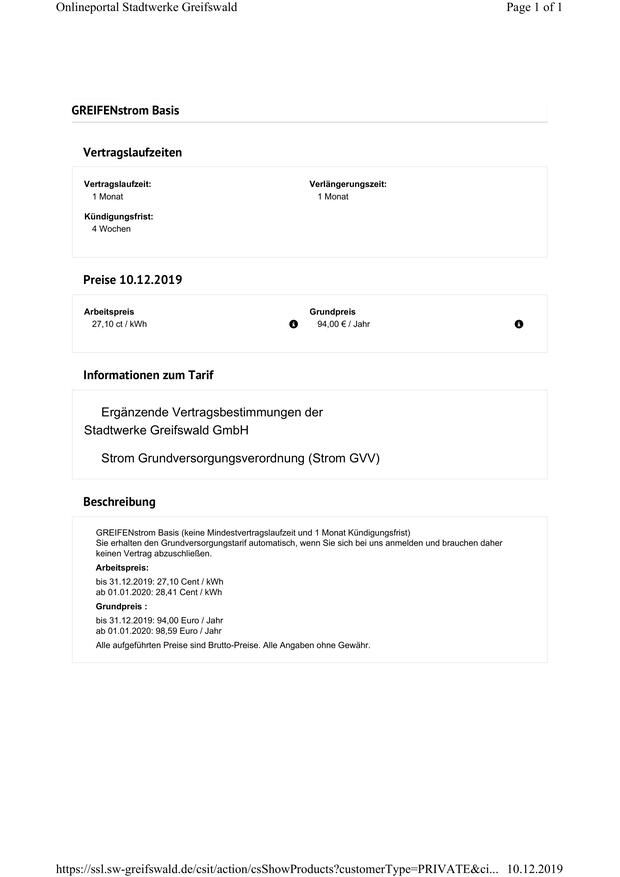 Onlineportal Stadtwerke Greifswald
Page 1 of 1
GREIFENstrom Basis
Vertragslaufzeiten
Vertragslaufzeit:
1 Monat
Verlängerungszeit:
1 Monat
Kündigungsfrist:
4 Wochen
Preise 10.12.2019
Arbeitspreis
27,10 ct / kWh
Grundpreis
94,00 € / Jahr
Informationen zum Tarif
Ergänzende Vertragsbestimmungen der
Stadtwerke Greifswald GmbH
Strom Grundversorgungsverordnung (Strom GVV)
Beschreibung
GREIFENstrom Basis (keine Mindestvertragslaufzeit und 1 Monat Kündigungsfrist)
Sie erhalten den Grundversorgungstarif automatisch, wenn Sie sich bei uns anmelden und brauchen daher
keinen Vertrag abzuschließen.
Arbeitspreis:
bis 31.12.2019: 27,10 Cent / kWh
ab 01.01.2020: 28,41 Cent / kWh
Grundpreis :
bis 31.12.2019: 94,00 Euro / Jahr
ab 01.01.2020: 98,59 Euro / Jahr
Alle aufgeführten Preise sind Brutto-Preise. Alle Angaben ohne Gewähr.
https://ssl.sw-greifswald.de/csit/action/csShowProducts?customerType=PRIVATE&ci...
10.12.2019